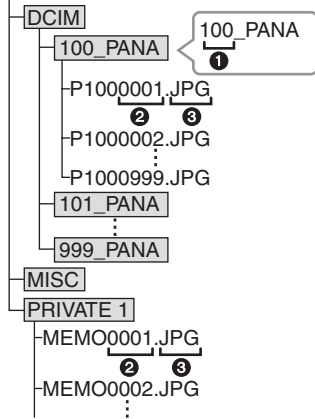 DCIM
100_PANA
100_PANA
❶
P1000001.JPG
❷ ❸
P1000002.JPG
P1000999.JPG
101_PANA
999_PANA
MISC
PRIVATE 1
MEMO0001.JPG
❷ ❸
MEMO0002.JPG